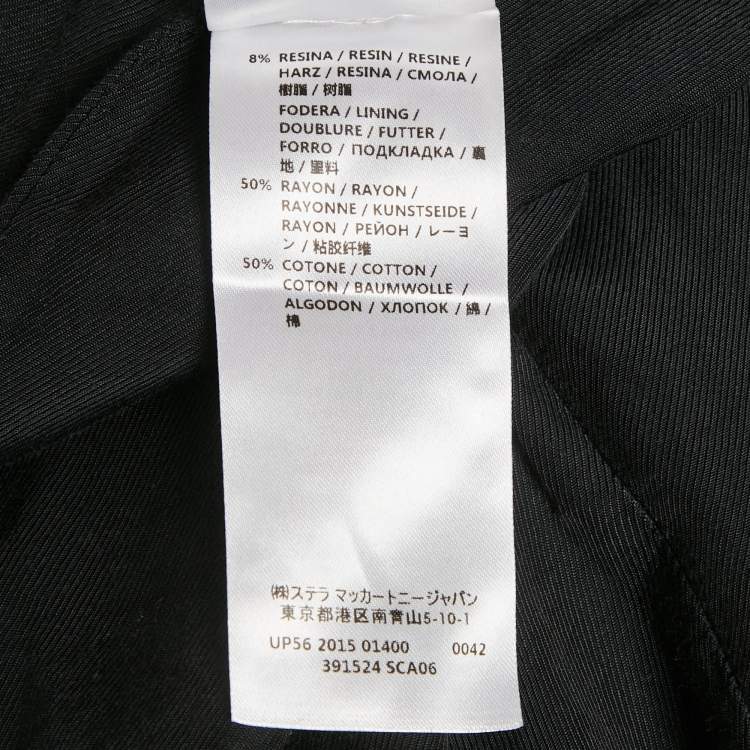 8% RESINA / RESIN / RESINE /
HARZ / RESINA / СМОЛА /
樹脂 / 树脂
FODERA / LINING /
DOUBLURE / FUTTER /
FORRO / ПОДКЛАДКА / 裏
地 / 里料
50% RAYON / RAYON /
RAYONNE / KUNSTSEIDE /
RAYON / РЕЙОН / レーヨ
ン / 粘胶纤维
50% COTONE / COTTON /
COTON / BAUMWOLLE /
ALGODON / ХЛОПОК / 綿 /
棉
(株)ステラ マッカートニージャパン
東京都港区南青山5-10-1
UP56 2015 01400 0042
391524 SCA06